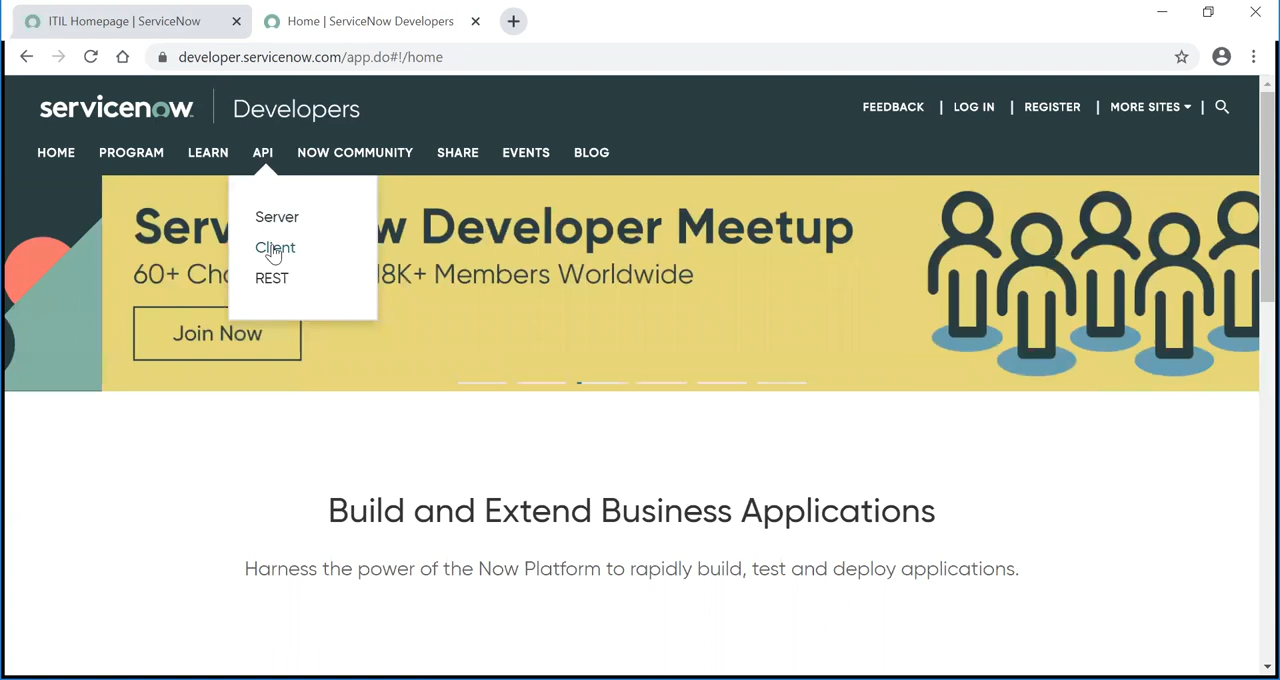 ITIL Homepage | ServiceNow
Home | ServiceNow Developers
developer.servicenow.com/app.do#!/home
servicenow Developers
FEEDBACK | LOG IN | REGISTER | MORE SITES |
HOME PROGRAM LEARN API NOW COMMUNITY SHARE EVENTS BLOG
Server
Client
REST
Serv w Developer Meetup
60+ Ch 18K+ Members Worldwide
Join Now
Build and Extend Business Applications
Harness the power of the Now Platform to rapidly build, test and deploy applications.